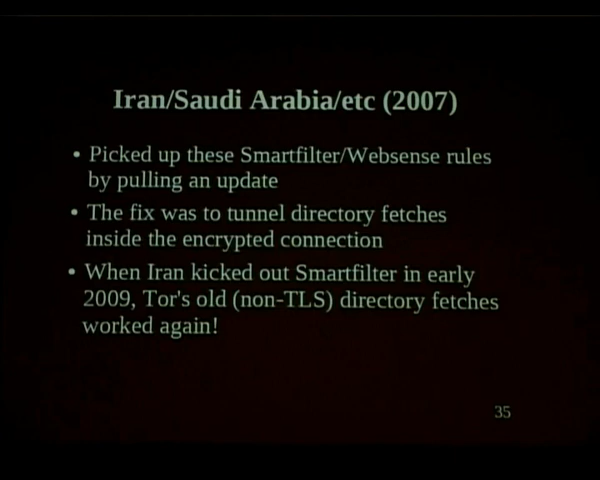 Iran/Saudi Arabia/etc (2007)
• Picked up these Smartfilter/Websense rules
by pulling an update
• The fix was to tunnel directory fetches
inside the encrypted connection
• When Iran kicked out Smartfilter in early
2009, Tor's old (non-TLS) directory fetches
worked again!
35